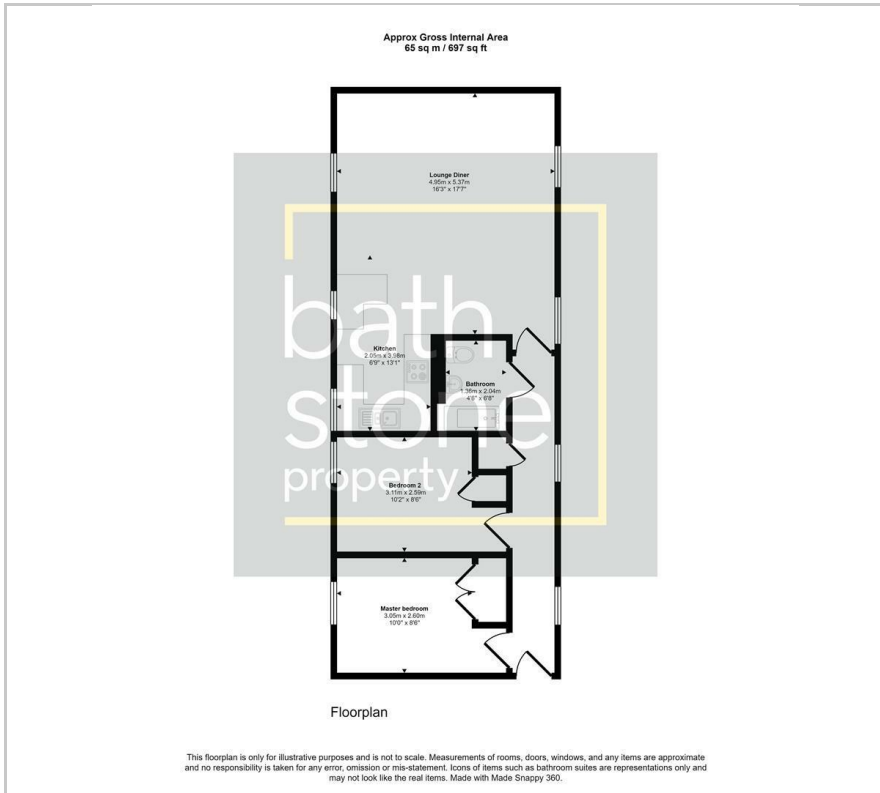 Approx Gross Internal Area
65 sq m / 697 sq ft
Lounge Diner
4.95m x 5.37m
16'3" x 17'7"
Kitchen
2.05m x 3.98m
6'9" x 13'1"
Bathroom
1.36m x 2.04m
4'6" x 6'8"
bath
stone
property
Bedroom 2
3.11m x 2.59m
10'2" x 8'6"
Master bedroom
3.05m x 2.60m
10'0" x 8'6"
Floorplan
This floorplan is only for illustrative purposes and is not to scale. Measurements of rooms, doors, windows, and any items are approximate
and no responsibility is taken for any error, omission or mis-statement. Icons of items such as bathroom suites are representations only and
may not look like the real items. Made with Made Snappy 360.